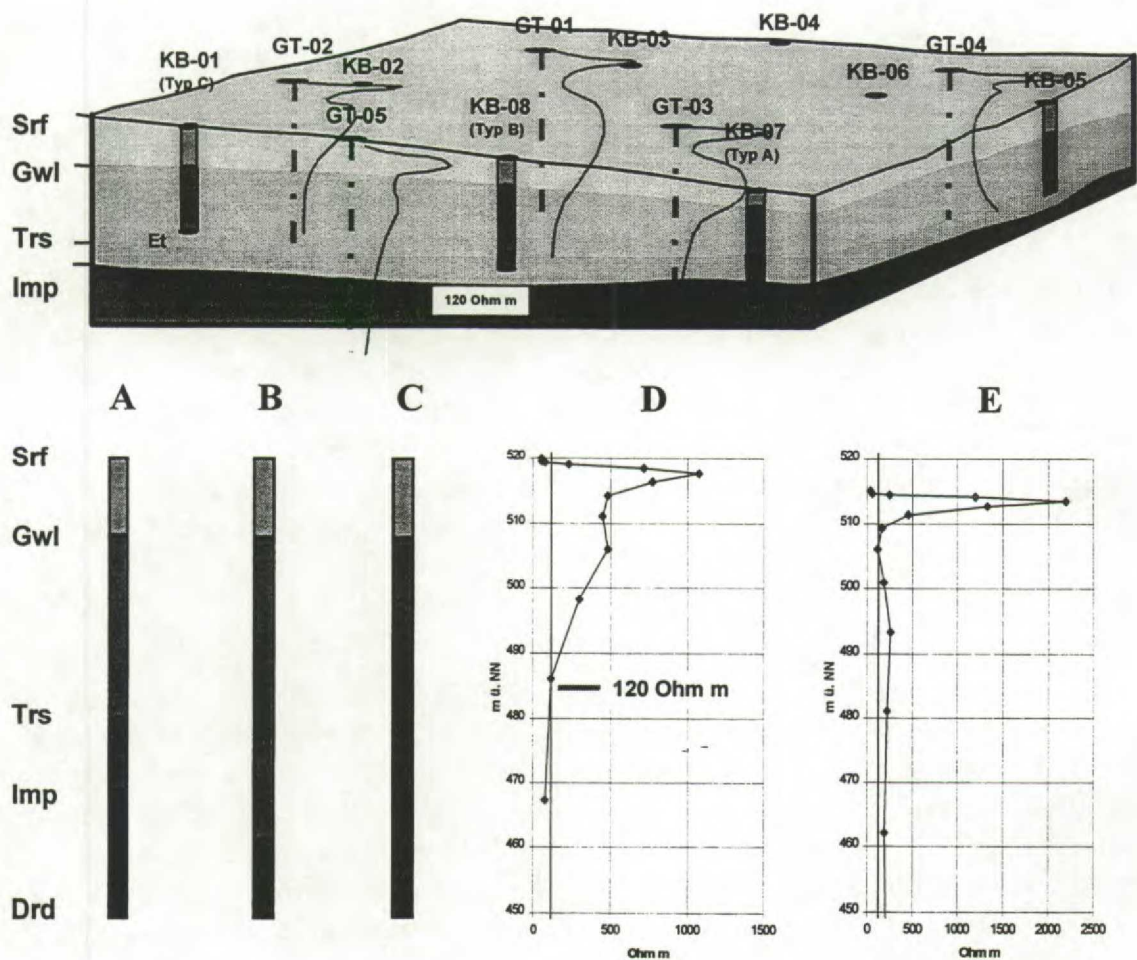 GT-01
KB-04
KB-03
GT-02
GT-04
KB-01
(Typ C)
KB-02
KB-06
KB-05
GT-05
KB-08
(Typ B)
GT-03
KB-07
(Typ A)
Srf
Gwl
Trs
Imp
Et
120 Ohm m
A B C D E
Srf
Gwl
Trs
Imp
Drd
520
510
500
490
480
470
460
450
m ü. NN
120 Ohm m
0 500 1000 1500
Ohm m
520
510
500
490
480
470
460
450
m ü. NN
0 500 1000 1500 2000 2500
Ohm m